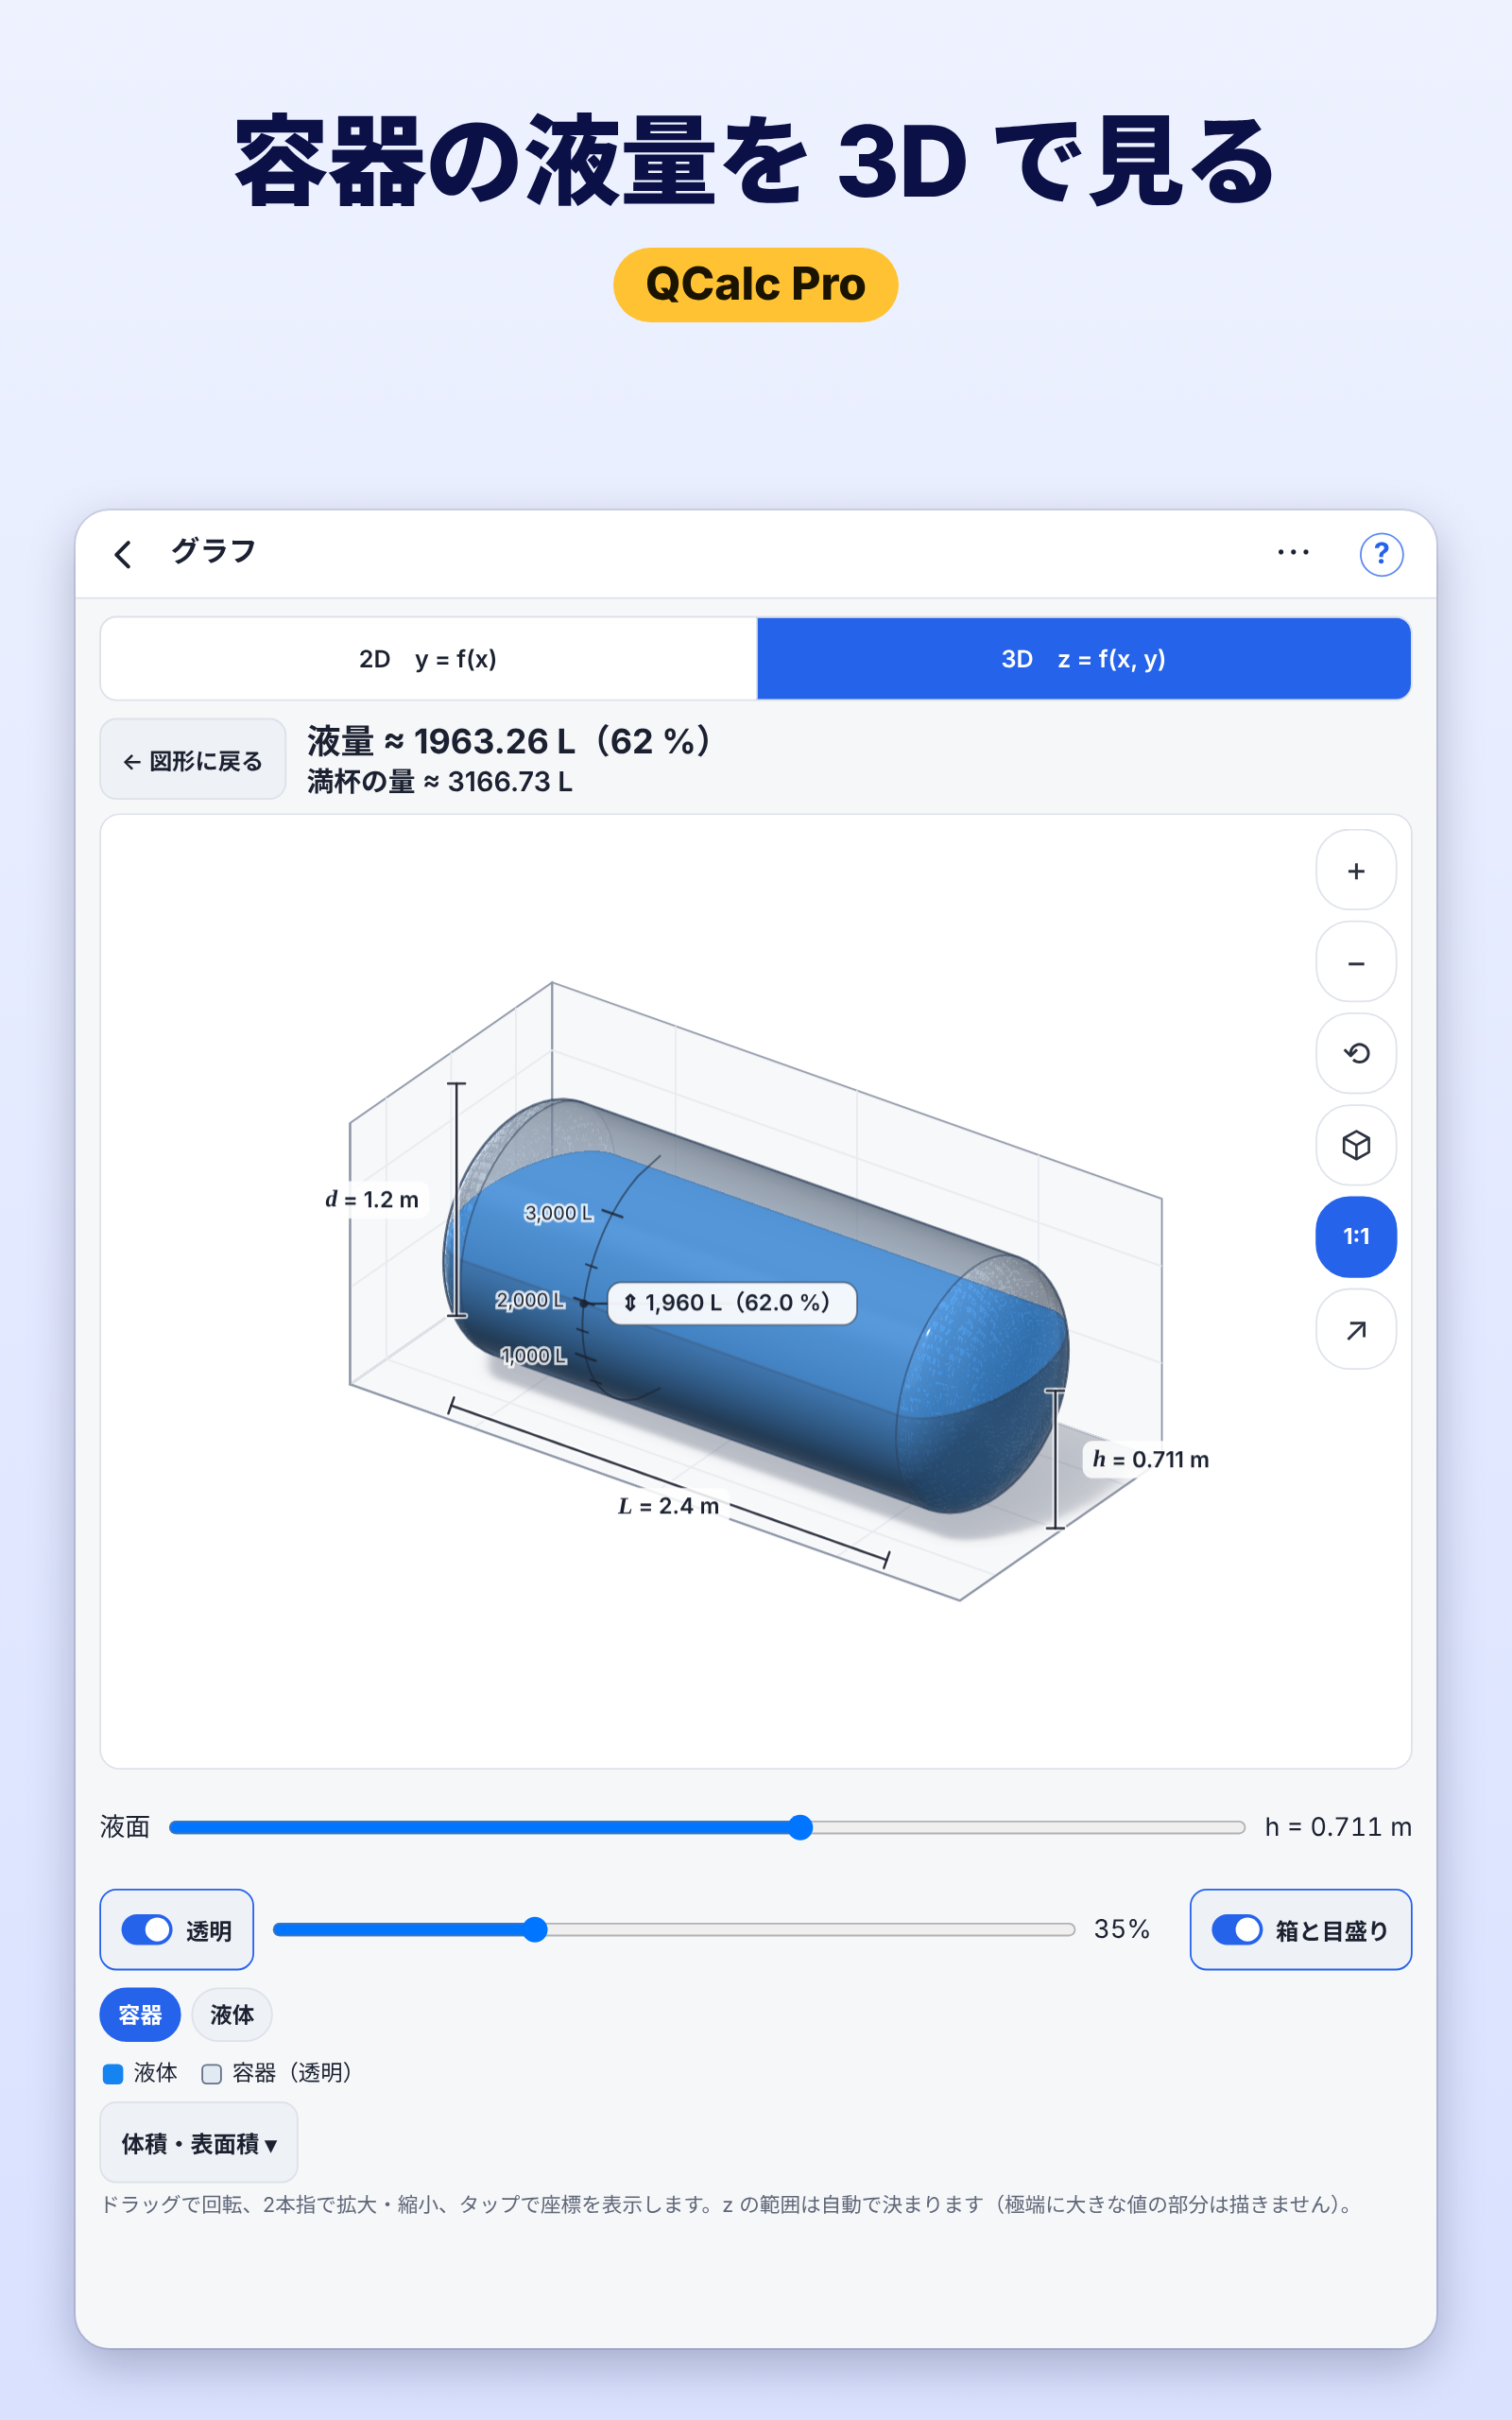 容器の液量を 3D で見る
QCalc Pro
グラフ
?
2D y = f(x)
3D z = f(x, y)
← 図形に戻る
液量 ≈ 1963.26 L（62 %）
満杯の量 ≈ 3166.73 L
d = 1.2 m
3,000 L
2,000 L
⇕ 1,960 L（62.0 %）
1,000 L
1:1
h = 0.711 m
L = 2.4 m
液面
h = 0.711 m
透明
35%
箱と目盛り
容器
液体
液体
容器（透明）
体積・表面積 ▾
ドラッグで回転、2本指で拡大・縮小、タップで座標を表示します。z の範囲は自動で決まります（極端に大きな値の部分は描きません）。